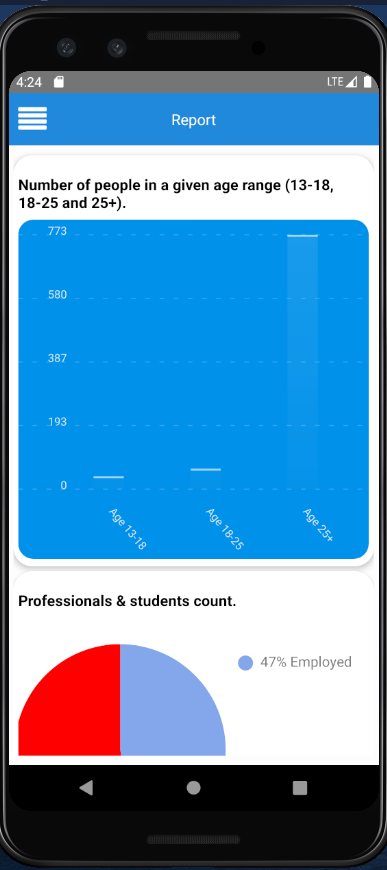 4:24
LTE
Report
Number of people in a given age range (13-18,
18-25 and 25+).
773
580
387
193
0
Age 13-18
Age 18-25
Age 25+
Professionals & students count.
47% Employed